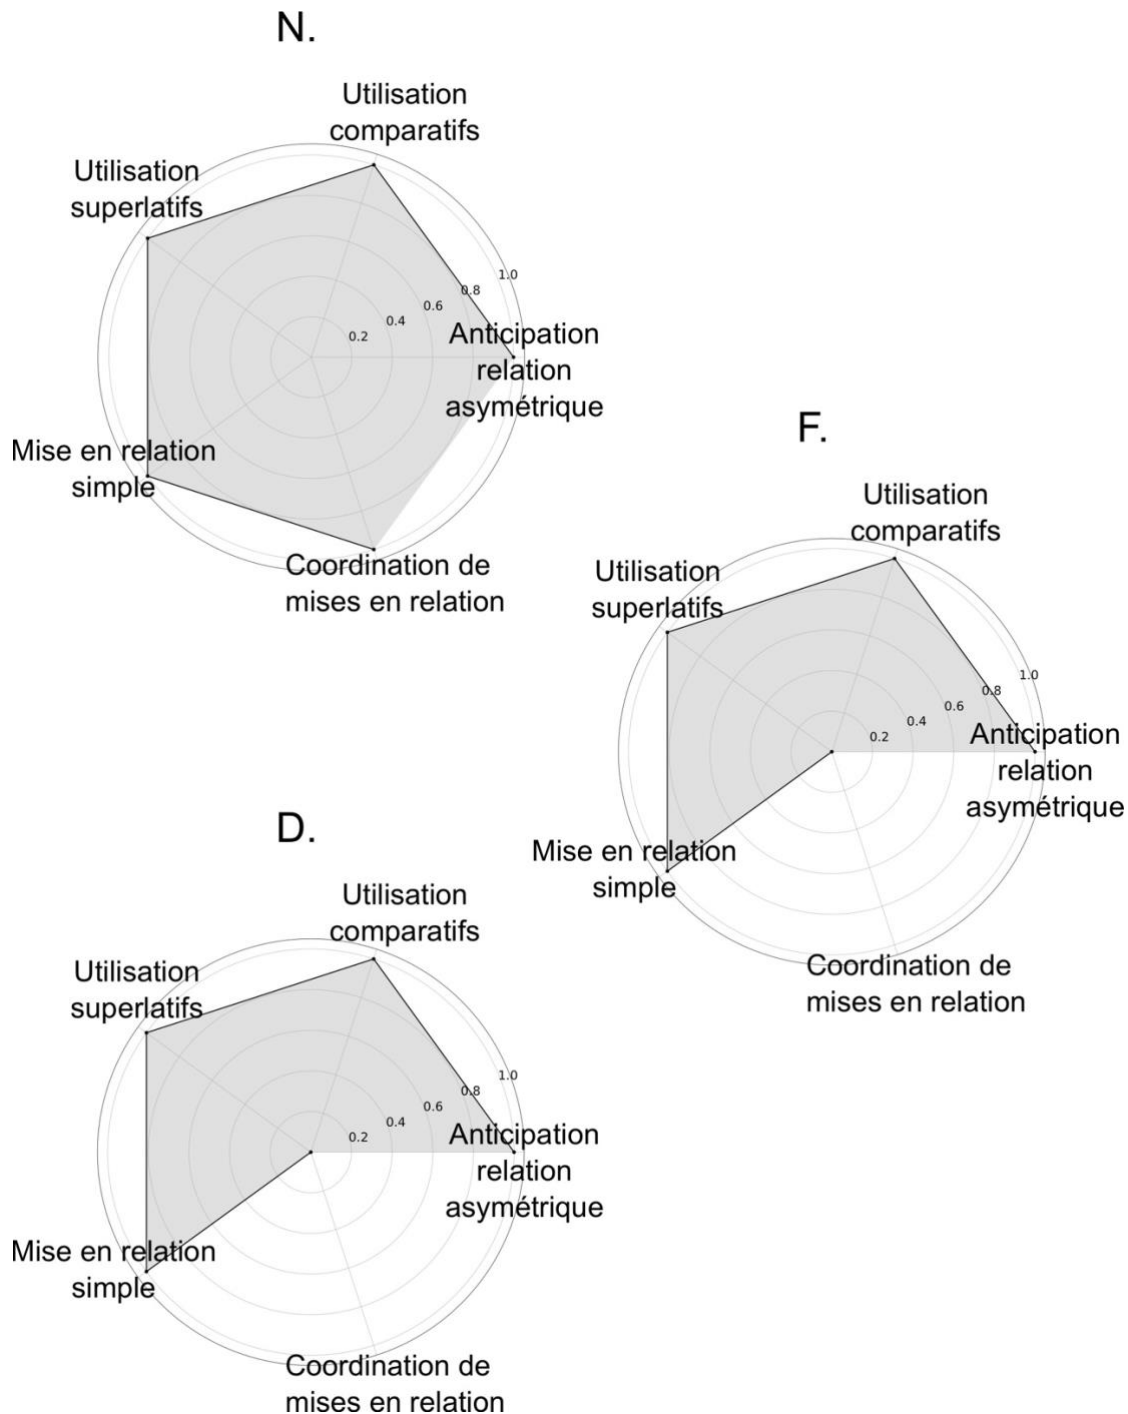 N.
Utilisation
comparatifs
Utilisation
superlatifs
1.0
0.8
0.6
0.4
0.2
Anticipation
relation
asymétrique
Mise en relation
simple
Coordination de
mises en relation
F.
Utilisation
comparatifs
Utilisation
superlatifs
1.0
0.8
0.6
0.4
0.2
Anticipation
relation
asymétrique
Mise en relation
simple
Coordination de
mises en relation
D.
Utilisation
comparatifs
Utilisation
superlatifs
1.0
0.8
0.6
0.4
0.2
Anticipation
relation
asymétrique
Mise en relation
simple
Coordination de
mises en relation